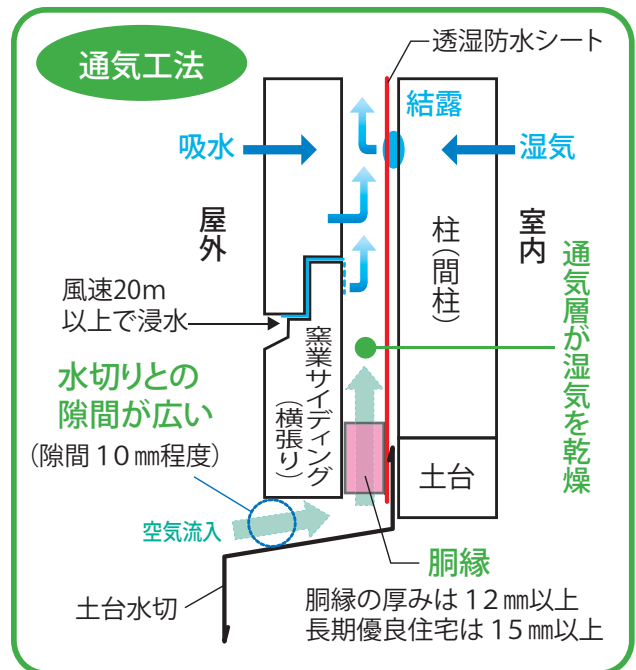 通気工法
透湿防水シート
結露
吸水
湿気
屋外
室内
柱(間柱)
通気層が湿気を乾燥
風速20m
以上で浸水
窯業サイディング
(横張り)
水切りとの
隙間が広い
(隙間10㎜程度)
土台
空気流入
胴縁
土台水切
胴縁の厚みは12㎜以上
長期優良住宅は15㎜以上